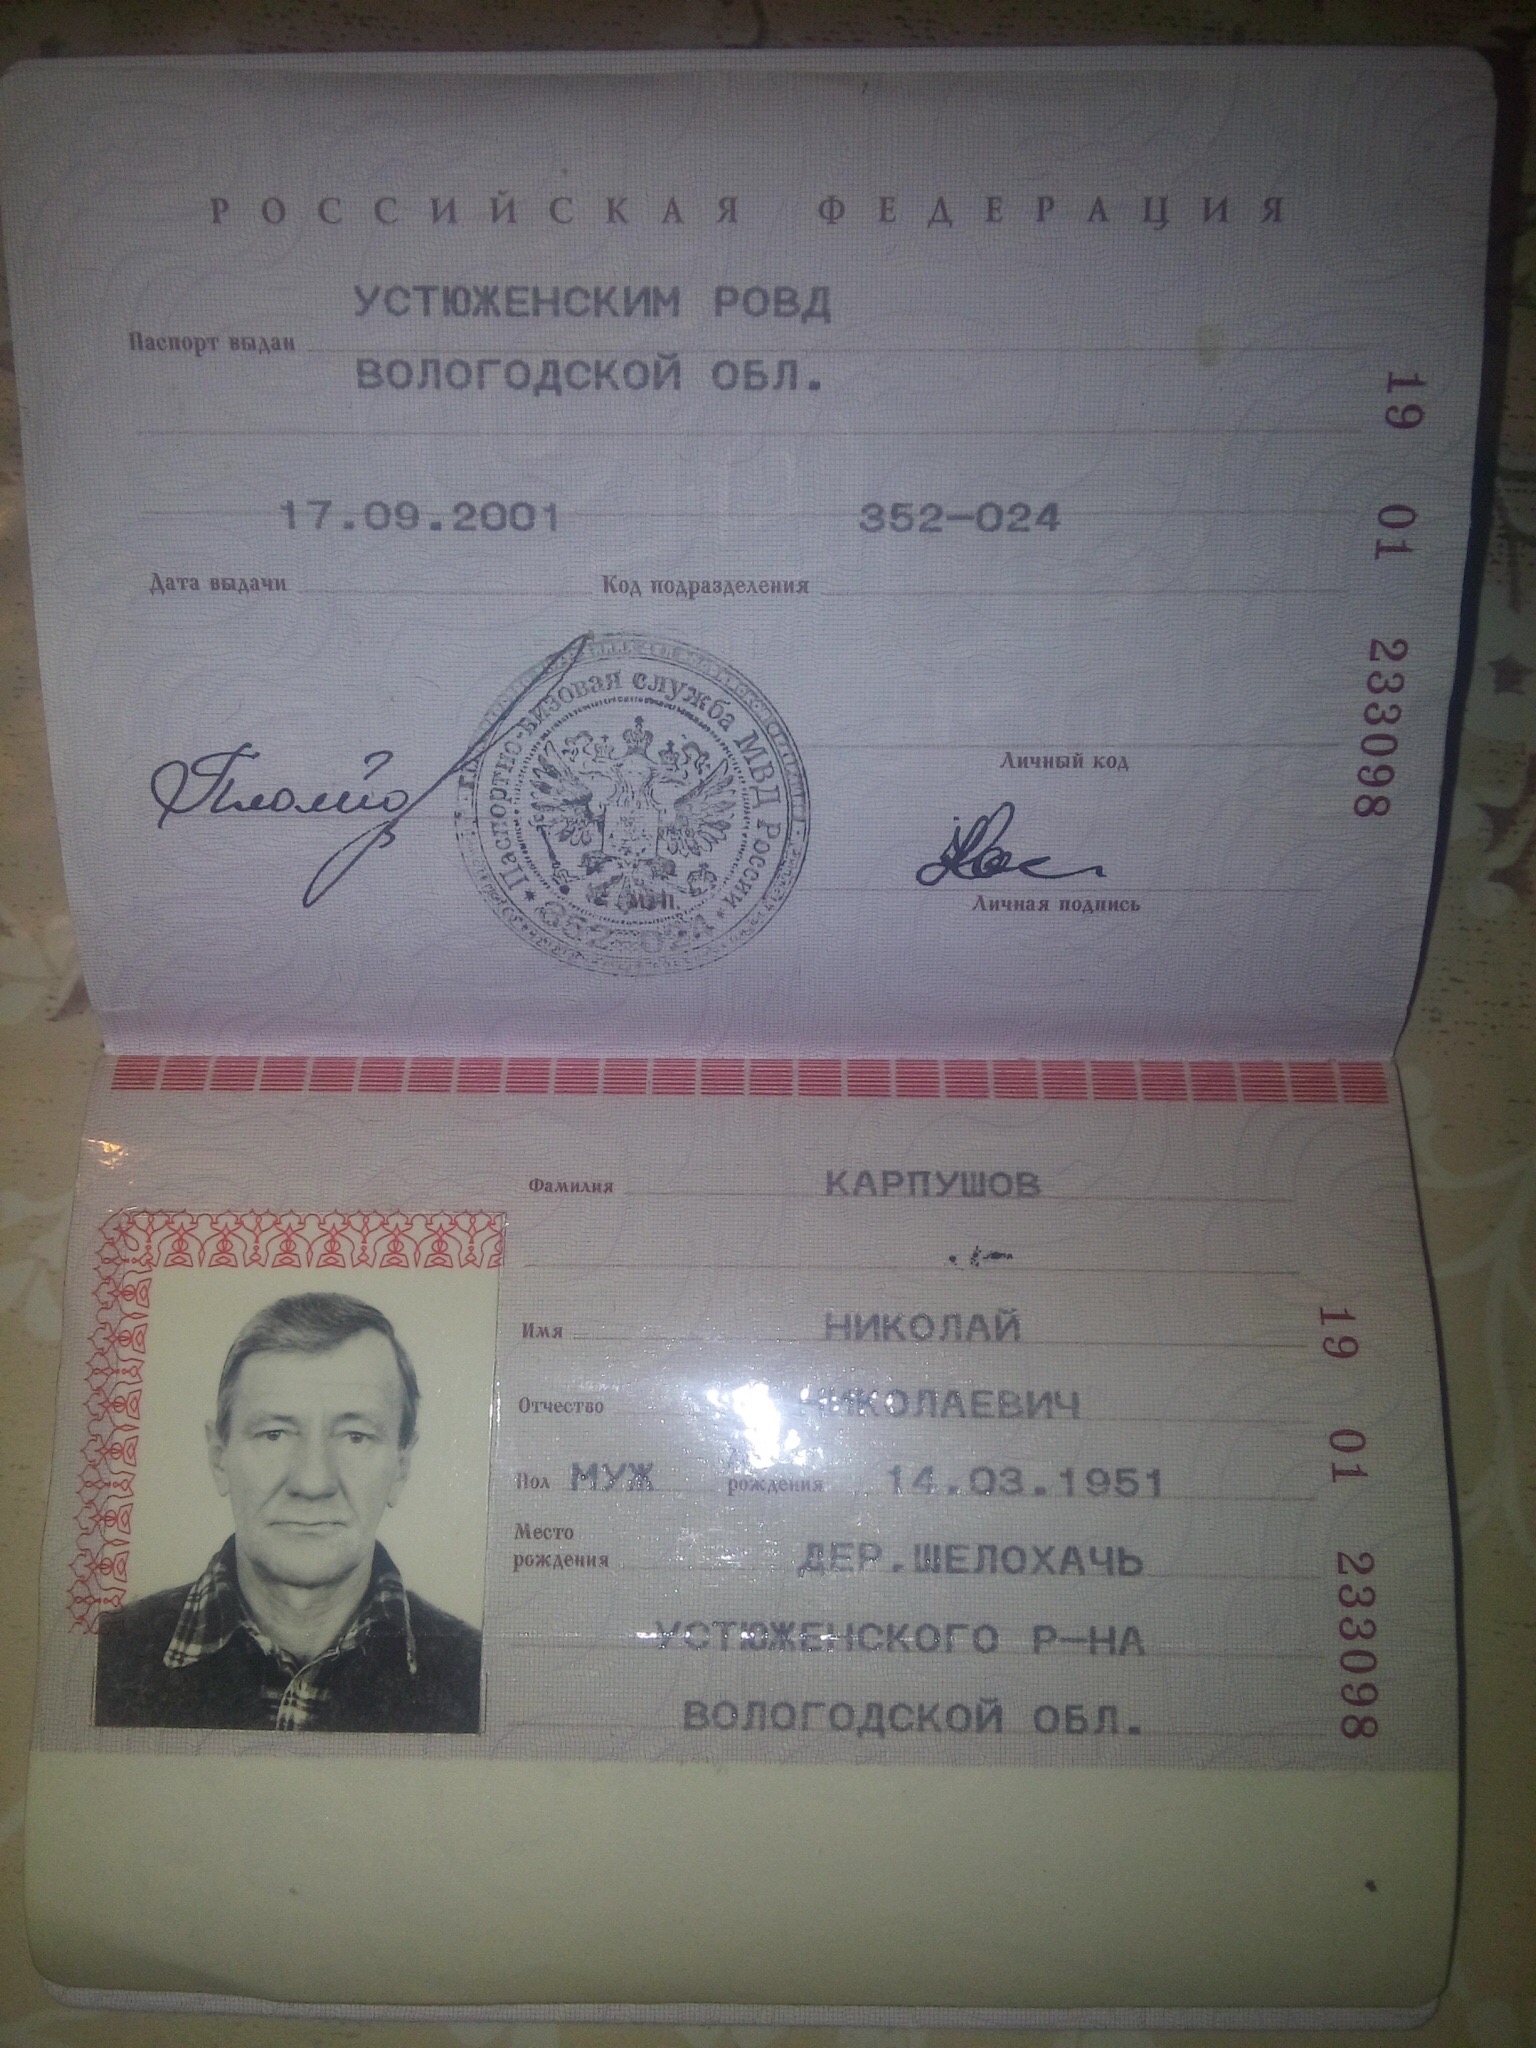 РОССИЙСКАЯ ФЕДЕРАЦИЯ
УСТЮЖЕНСКИМ РОВД
Паспорт выдан
ВОЛОГОДСКОЙ ОБЛ.
17.09.2001 352-024
Дата выдачи Код подразделения
19 01 233098
Паспортно-визовая служба МВД России
352-024
М.П.
Личный код
Личная подпись
Фамилия КАРПУШОВ
Имя НИКОЛАЙ
Отчество НИКОЛАЕВИЧ
Пол МУЖ рождения 14.03.1951
Место
рождения ДЕР.ШЕЛОХАЧЬ
УСТЮЖЕНСКОГО Р-НА
ВОЛОГОДСКОЙ ОБЛ.
19 01 233098